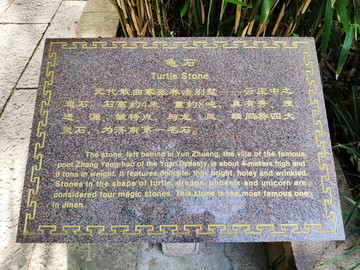 龟石
Turtle Stone
元代散曲家张养浩别墅——云庄中之
龟石，石高约4米，重约8吨，具有秀、瘦、
透、漏、皱特点，与龙、凤、麟同称四大
灵石，为济南第一名石。
The stone, left behind in Yun Zhuang, the villa of the famous
poet Zhang Yang-hao of the Yuan Dynasty, is about 4 meters high and
8 tons in weight. It features delicate, thin, bright, holey and wrinkled.
Stones in the shape of turtle, dragon, phoenix and unicorn are
considered four magic stones. This stone is the most famous one
in Jinan.